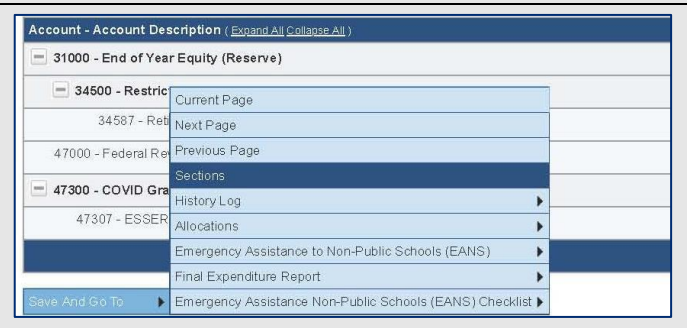 Account - Account Description ( Expand All Collapse All )
31000 - End of Year Equity (Reserve)
34500 - Restric
34587 - Reti
47000 - Federal Re
47300 - COVID Gra
47307 - ESSER
Current Page
Next Page
Previous Page
Sections
History Log
Allocations
Emergency Assistance to Non-Public Schools (EANS)
Final Expenditure Report
Emergency Assistance Non-Public Schools (EANS) Checklist
Save And Go To